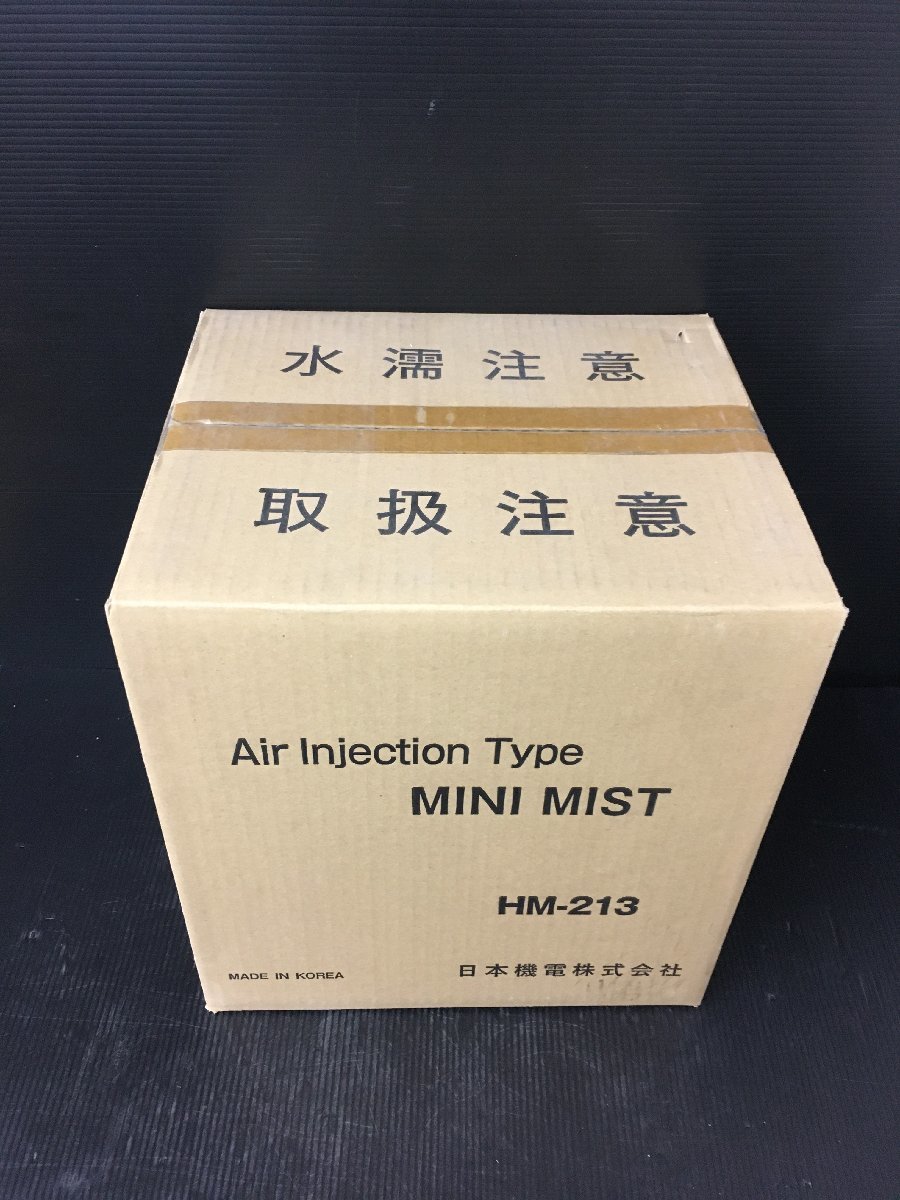 水濡注意
取扱注意
Air Injection Type
MINI MIST
HM-213
MADE IN KOREA
日本機電株式会社